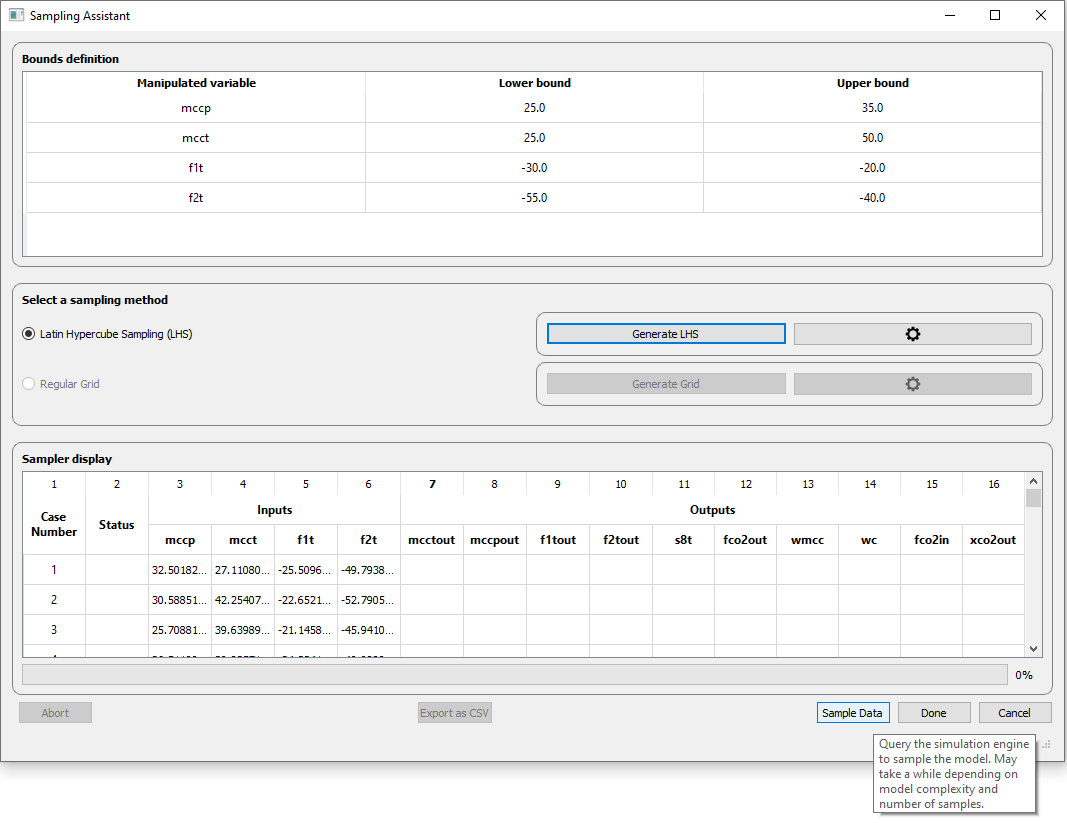 Sampling Assistant
Bounds definition
Manipulated variable Lower bound Upper bound
mccp 25.0 35.0
mcct 25.0 50.0
f1t -30.0 -20.0
f2t -55.0 -40.0
Select a sampling method
Latin Hypercube Sampling (LHS) Generate LHS
Regular Grid Generate Grid
Sampler display
1 2 3 4 5 6 7 8 9 10 11 12 13 14 15 16
Case Number Status Inputs Outputs
mccp mcct f1t f2t mcctout mccpout f1tout f2tout s8t fco2out wmcc wc fco2in xco2out
1 32.50182... 27.11080... -25.5096... -49.7938...
2 30.58851... 42.25407... -22.6521... -52.7905...
3 25.70881... 39.63989... -21.1458... -45.9410...
0%
Abort Export as CSV Sample Data Done Cancel
Query the simulation engine
to sample the model. May
take a while depending on
model complexity and
number of samples.